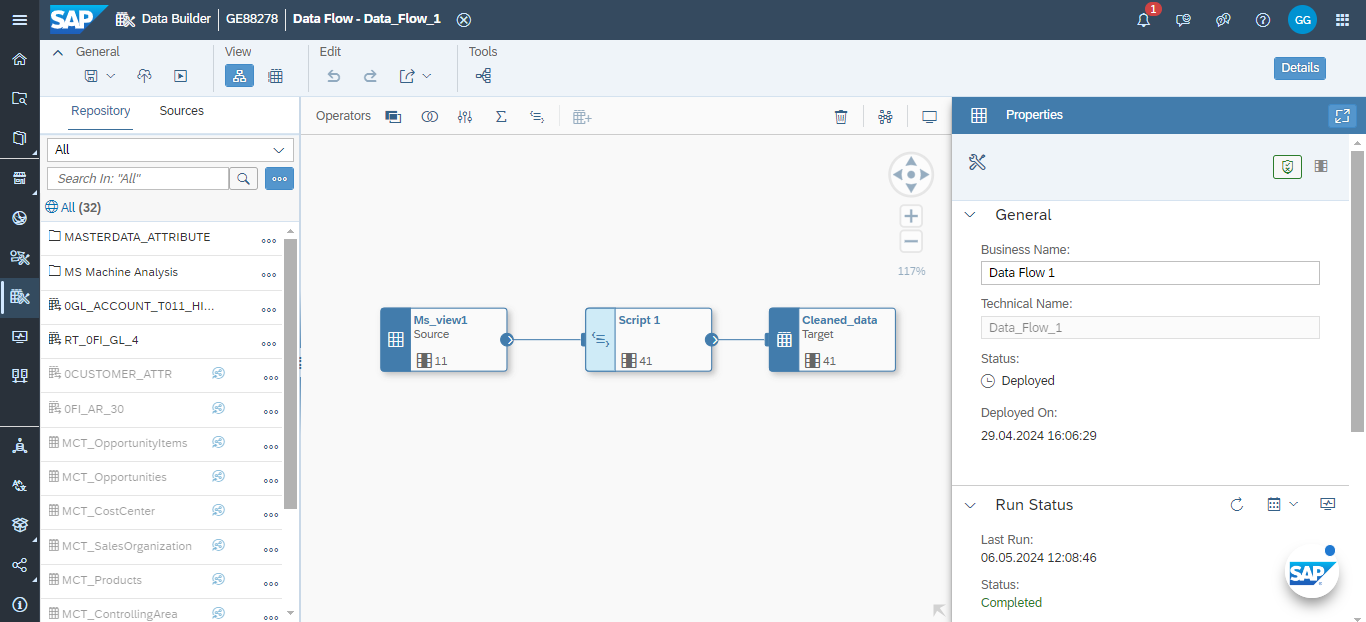 SAP Data Builder GE88278 Data Flow - Data_Flow_1 1 GG
General View Edit Tools
Details
Repository Sources
All
Search In: "All"
All (32)
MASTERDATA_ATTRIBUTE
MS Machine Analysis
0GL_ACCOUNT_T011_HI...
RT_0FI_GL_4
0CUSTOMER_ATTR
0FI_AR_30
MCT_OpportunityItems
MCT_Opportunities
MCT_CostCenter
MCT_SalesOrganization
MCT_Products
MCT_ControllingArea
Operators
117%
Ms_view1
Source
11
Script 1
41
Cleaned_data
Target
41
Properties
General
Business Name:
Data Flow 1
Technical Name:
Data_Flow_1
Status:
Deployed
Deployed On:
29.04.2024 16:06:29
Run Status
Last Run:
06.05.2024 12:08:46
Status:
Completed
SAP